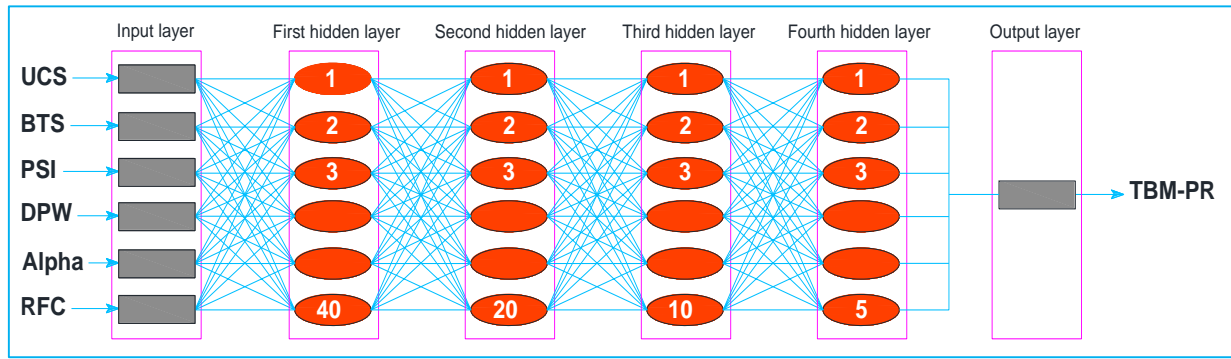 Input layer First hidden layer Second hidden layer Third hidden layer Fourth hidden layer Output layer
UCS 1 1 1 1
BTS 2 2 2 2
PSI 3 3 3 3
TBM-PR
DPW
Alpha
RFC 40 20 10 5